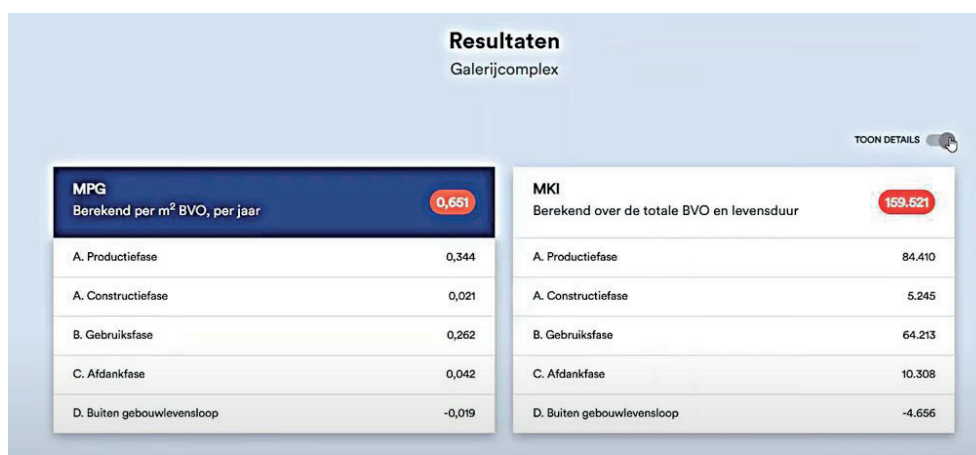 Resultaten
Galerijcomplex
TOON DETAILS
MPG
Berekend per m² BVO, per jaar
0,651
A. Productiefase 0,344
A. Constructiefase 0,021
B. Gebruiksfase 0,262
C. Afdankfase 0,042
D. Buiten gebouwlevensloop -0,019
MKI
Berekend over de totale BVO en levensduur
159.521
A. Productiefase 84.410
A. Constructiefase 5.245
B. Gebruiksfase 64.213
C. Afdankfase 10.308
D. Buiten gebouwlevensloop -4.656